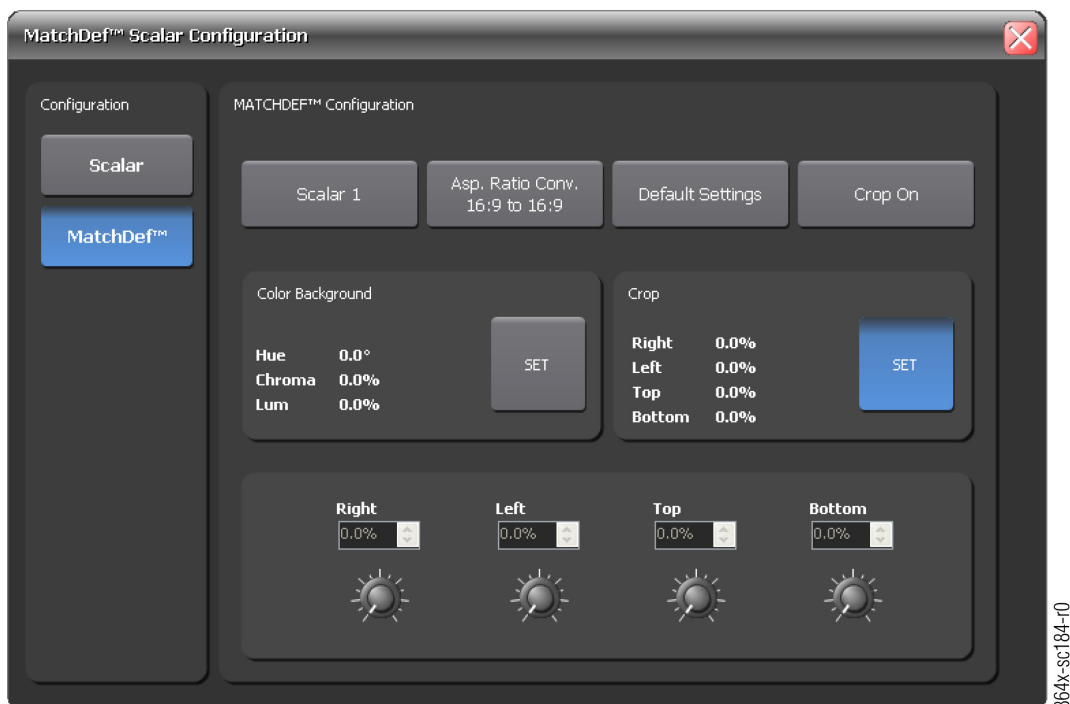 MatchDef™ Scalar Configuration
Configuration
Scalar
MatchDef™
MATCHDEF™ Configuration
Scalar 1
Asp. Ratio Conv.
16:9 to 16:9
Default Settings
Crop On
Color Background
Hue 0.0°
Chroma 0.0%
Lum 0.0%
SET
Crop
Right 0.0%
Left 0.0%
Top 0.0%
Bottom 0.0%
SET
Right
0.0%
Left
0.0%
Top
0.0%
Bottom
0.0%
864x-sc184-r0